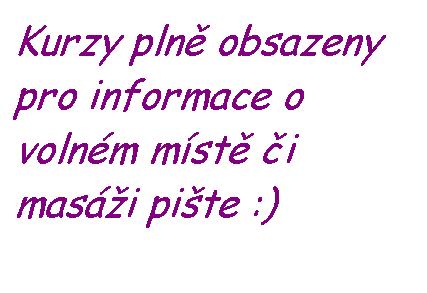 Kurzy plně obsazeny
pro informace o
volném místě či
masáži pište :)